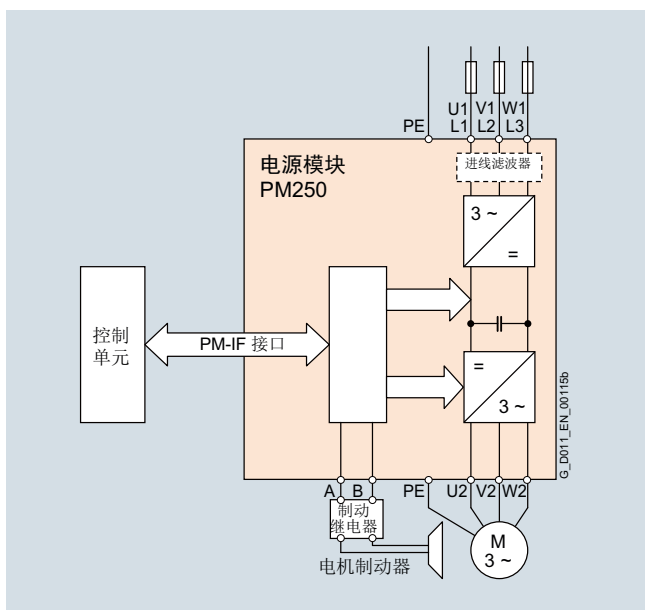 U1 V1 W1
PE L1 L2 L3
电源模块
PM250
进线滤波器
3 ~
=
控制
单元
PM-IF 接口
=
3 ~
G_D011_EN_00115b
A B PE U2 V2 W2
制动
继电器
电机制动器
M
3 ~